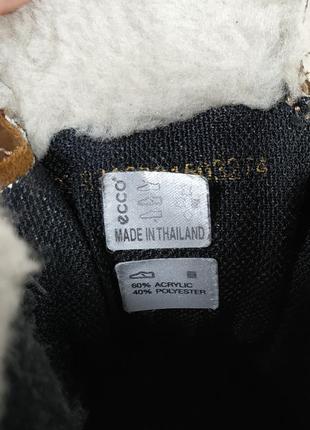 ecco
MADE IN THAILAND
60% ACRYLIC
40% POLYESTER